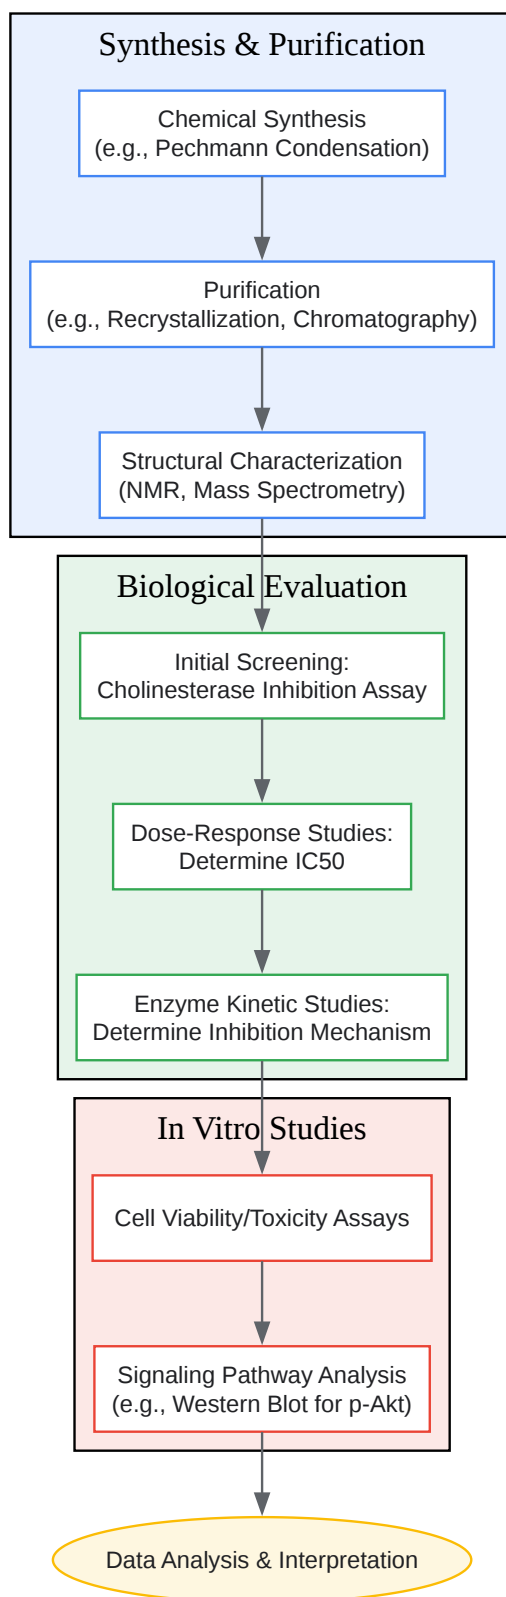 Synthesis & Purification
Chemical Synthesis
(e.g., Pechmann Condensation)
Purification
(e.g., Recrystallization, Chromatography)
Structural Characterization
(NMR, Mass Spectrometry)
Biological Evaluation
Initial Screening:
Cholinesterase Inhibition Assay
Dose-Response Studies:
Determine IC50
Enzyme Kinetic Studies:
Determine Inhibition Mechanism
In Vitro Studies
Cell Viability/Toxicity Assays
Signaling Pathway Analysis
(e.g., Western Blot for p-Akt)
Data Analysis & Interpretation